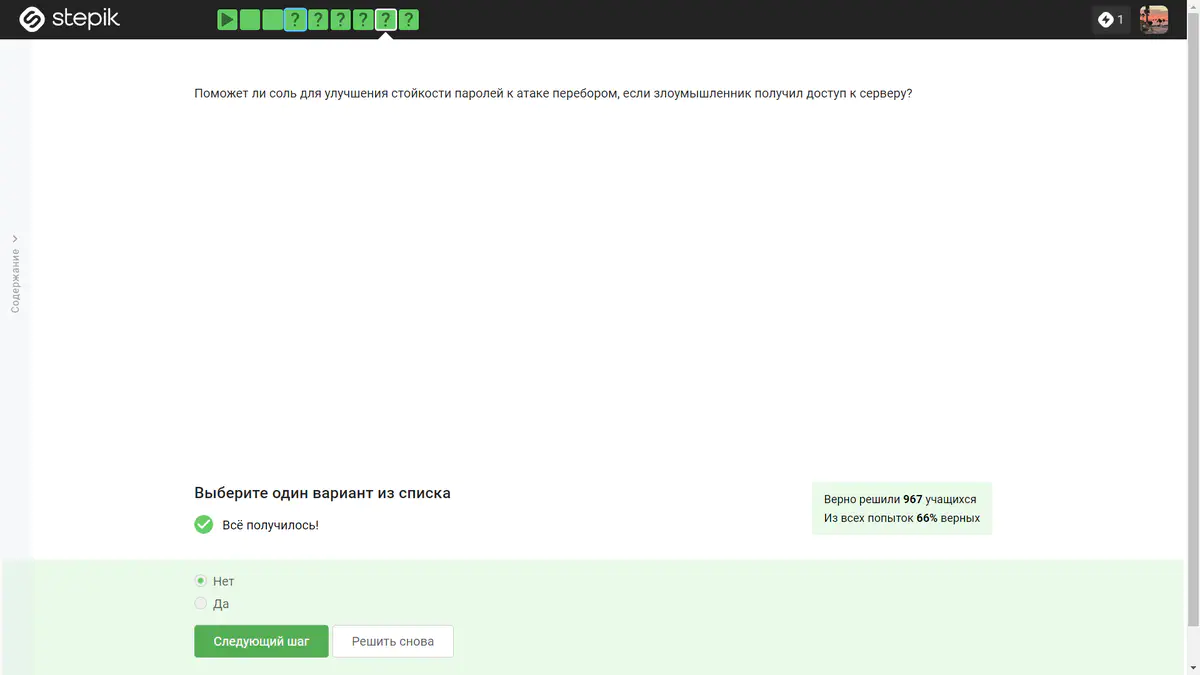 stepik
? ? ? ? ? ?
1
Содержание
Поможет ли соль для улучшения стойкости паролей к атаке перебором, если злоумышленник получил доступ к серверу?
Выберите один вариант из списка
Всё получилось!
Верно решили 967 учащихся
Из всех попыток 66% верных
Нет
Да
Следующий шаг
Решить снова